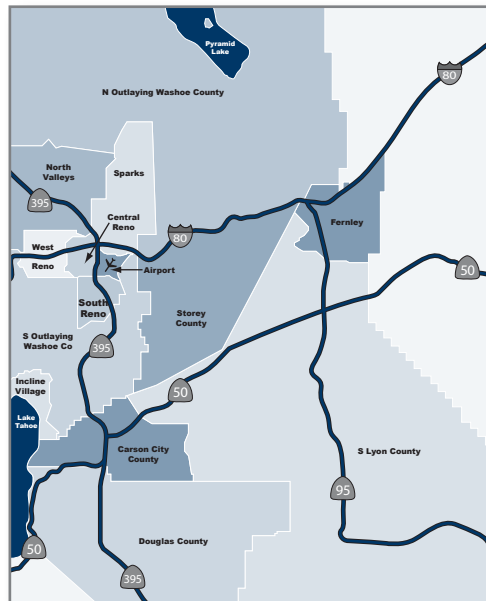 Pyramid
Lake
80
N Outlaying Washoe County
North
Valleys
Sparks
395
Central
Reno
Fernley
80
West
Reno
Airport
50
South
Reno
Storey
County
S Outlaying
Washoe Co
395
Incline
Village
50
Lake
Tahoe
Carson City
County
S Lyon County
95
Douglas County
50
395